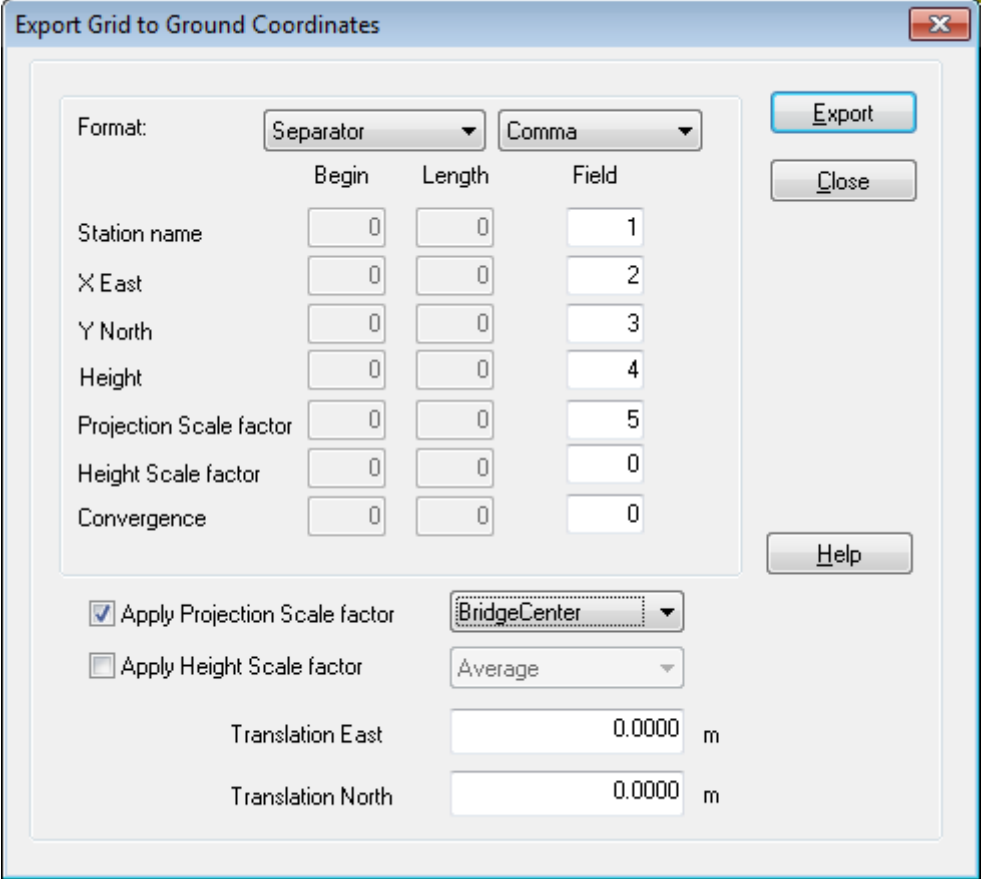 Export Grid to Ground Coordinates
Format: Separator Comma Export
Begin Length Field Close
Station name 0 0 1
X East 0 0 2
Y North 0 0 3
Height 0 0 4
Projection Scale factor 0 0 5
Height Scale factor 0 0 0
Convergence 0 0 0
Help
Apply Projection Scale factor BridgeCenter
Apply Height Scale factor Average
Translation East 0.0000 m
Translation North 0.0000 m